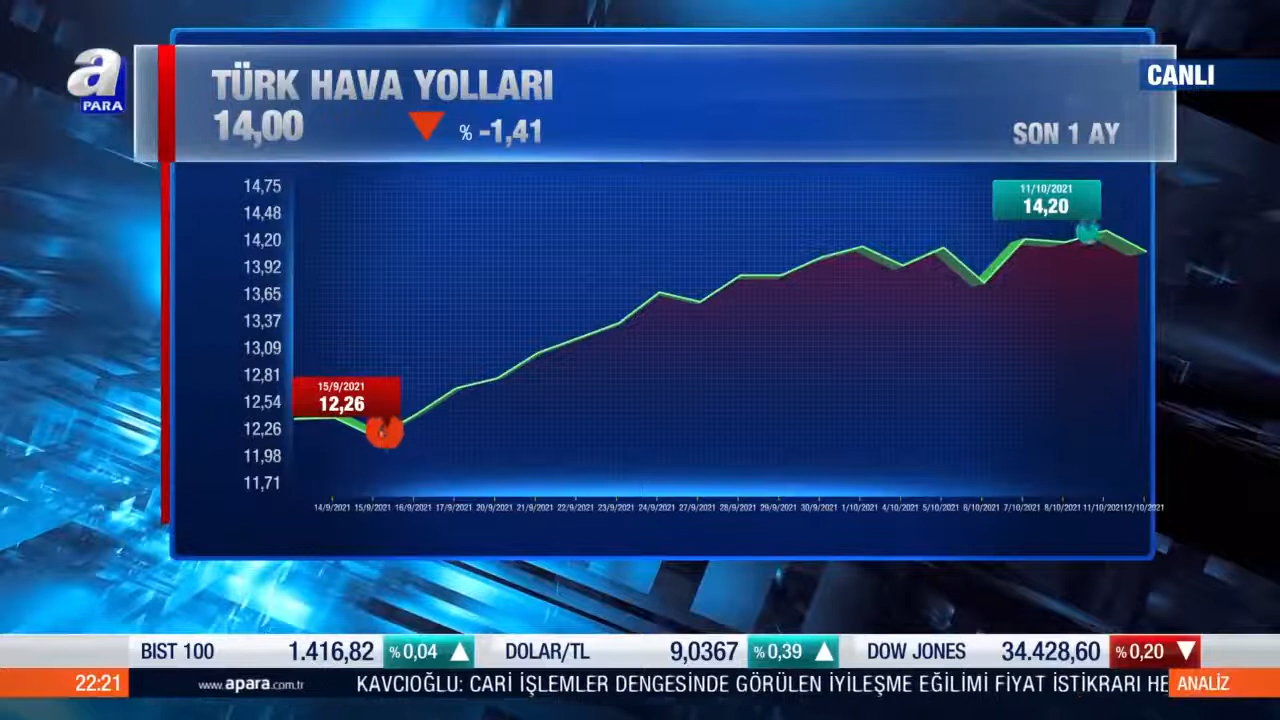 a
PARA
TÜRK HAVA YOLLARI
14,00 % -1,41
SON 1 AY
CANLI
14,75
14,48
14,20
13,92
13,65
13,37
13,09
12,81
12,54
12,26
11,98
11,71
11/10/2021
14,20
15/9/2021
12,26
14/9/2021 15/9/2021 16/9/2021 17/9/2021 20/9/2021 21/9/2021 22/9/2021 23/9/2021 24/9/2021 27/9/2021 28/9/2021 29/9/2021 30/9/2021 1/10/2021 4/10/2021 5/10/2021 6/10/2021 7/10/2021 8/10/2021 11/10/2021 12/10/2021
BIST 100 1.416,82 % 0,04 DOLAR/TL 9,0367 % 0,39 DOW JONES 34.428,60 % 0,20
22:21 www.apara.com.tr KAVCIOĞLU: CARİ İŞLEMLER DENGESİNDE GÖRÜLEN İYİLEŞME EĞİLİMİ FİYAT İSTİKRARI HE ANALİZ